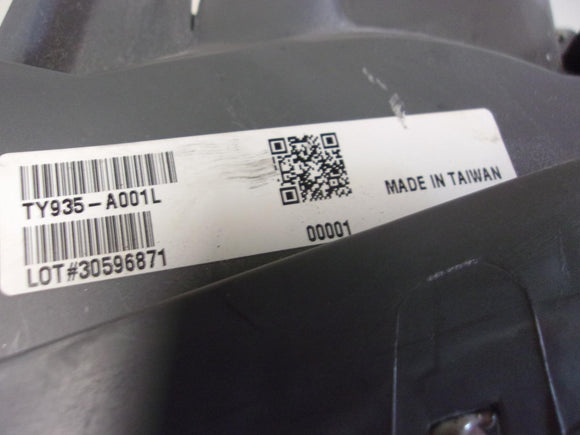 TY935-A001L
LOT#30596871
00001
MADE IN TAIWAN